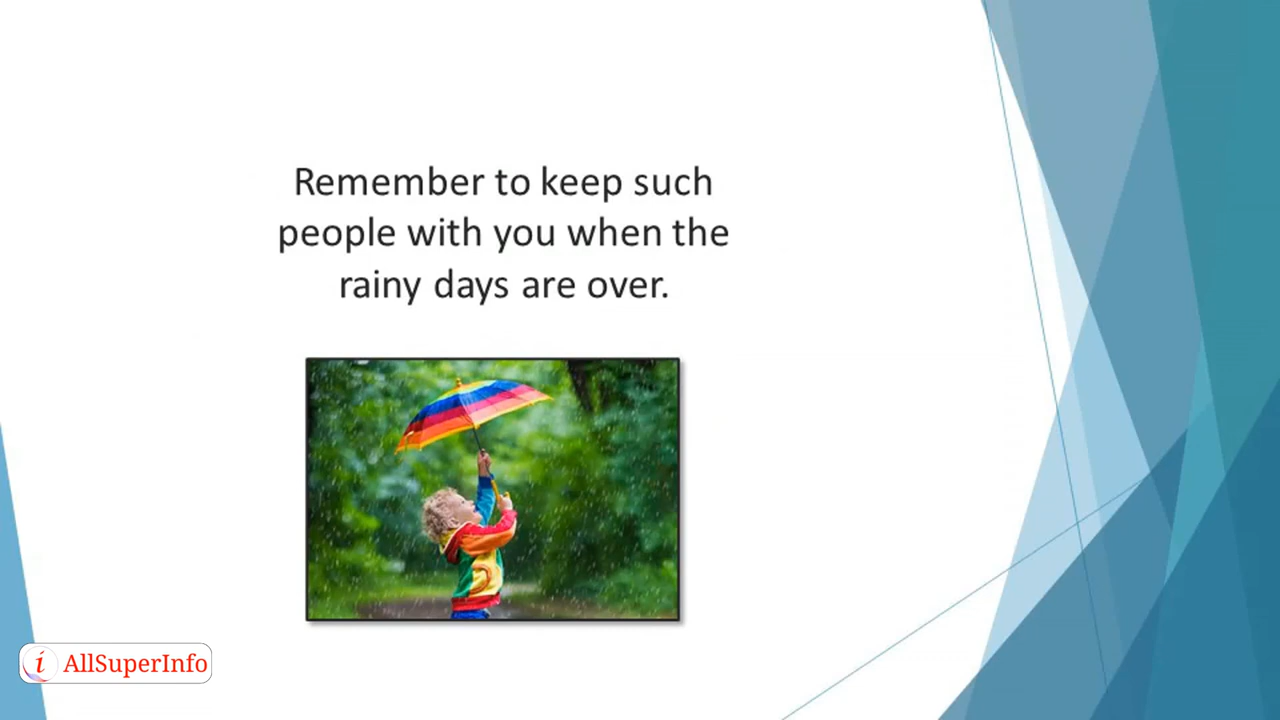 Remember to keep such
people with you when the
rainy days are over.
i AllSuperInfo